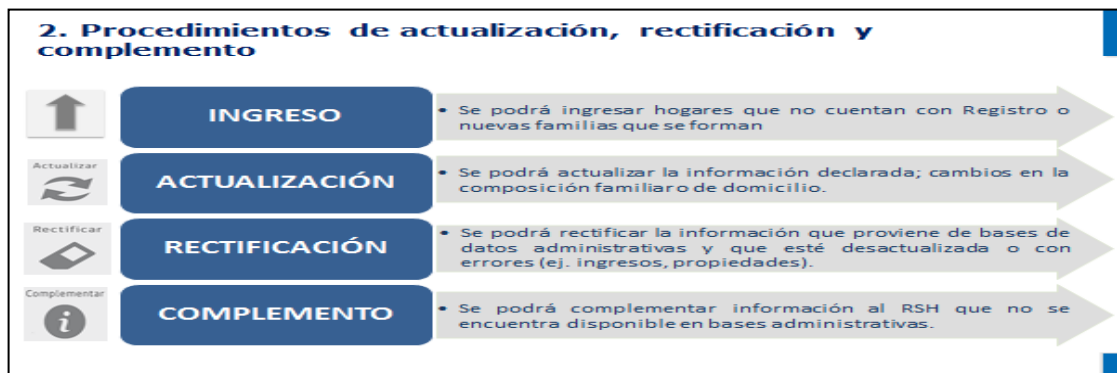 2. Procedimientos de actualización, rectificación y
complemento
INGRESO
• Se podrá ingresar hogares que no cuentan con Registro o
nuevas familias que se forman
Actualizar
ACTUALIZACIÓN
• Se podrá actualizar la información declarada; cambios en la
composición familiar o de domicilio.
Rectificar
RECTIFICACIÓN
• Se podrá rectificar la información que proviene de bases de
datos administrativas y que esté desactualizada o con
errores (ej. ingresos, propiedades).
Complementar
i
COMPLEMENTO
• Se podrá complementar información al RSH que no se
encuentra disponible en bases administrativas.